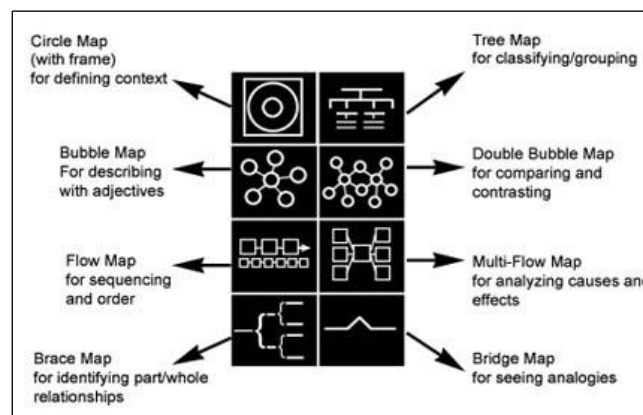 Circle Map
(with frame)
for defining context
Tree Map
for classifying/grouping
Bubble Map
For describing
with adjectives
Double Bubble Map
for comparing and
contrasting
Flow Map
for sequencing
and order
Multi-Flow Map
for analyzing causes and
effects
Brace Map
for identifying part/whole
relationships
Bridge Map
for seeing analogies